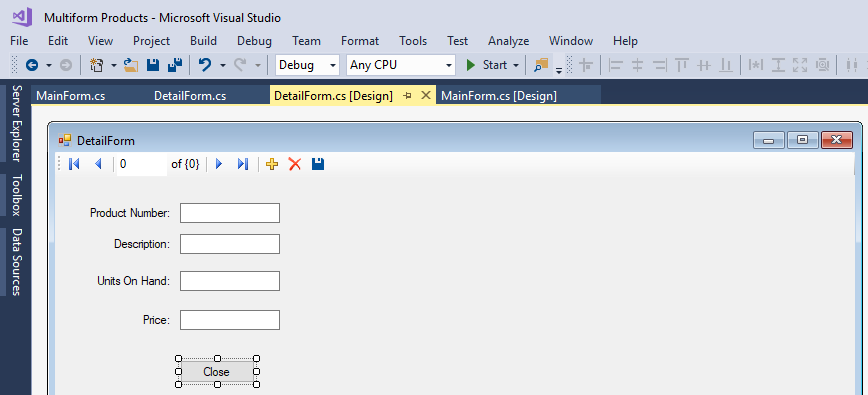 Multiform Products - Microsoft Visual Studio
File Edit View Project Build Debug Team Format Tools Test Analyze Window Help
Debug Any CPU Start
MainForm.cs DetailForm.cs DetailForm.cs [Design] MainForm.cs [Design]
Server Explorer
Toolbox
Data Sources
DetailForm
0 of {0}
Product Number:
Description:
Units On Hand:
Price:
Close